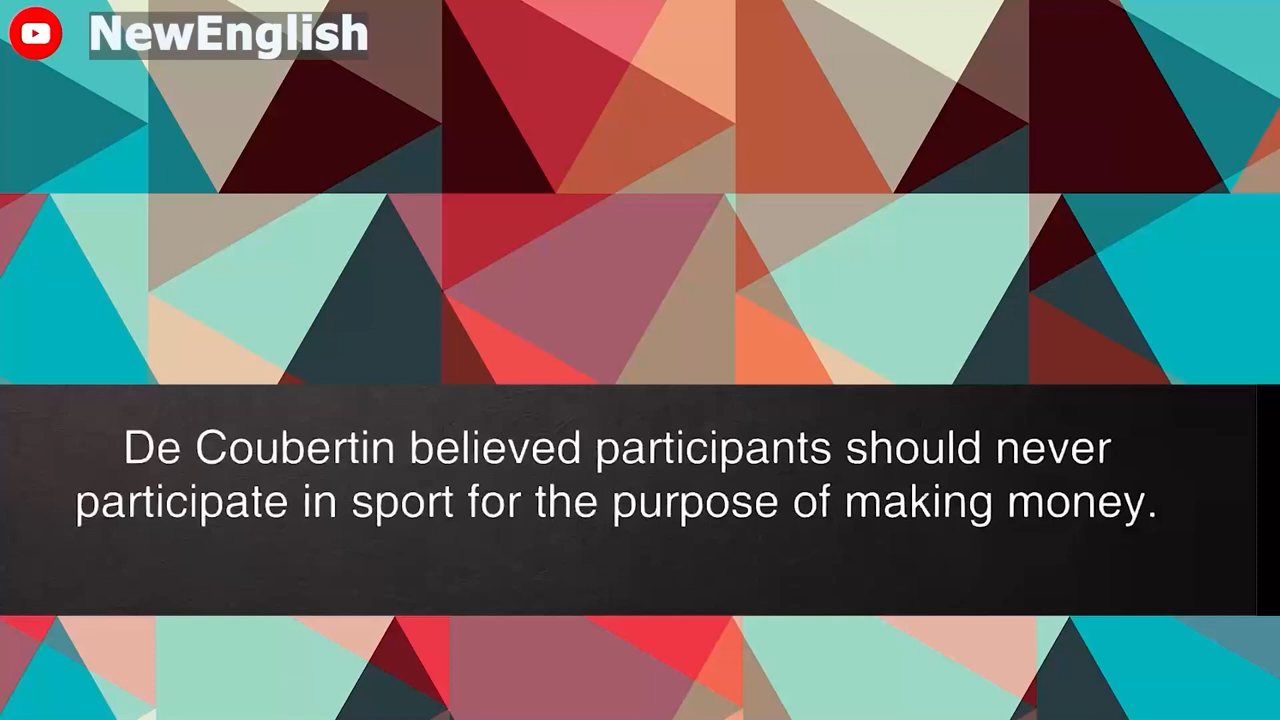 NewEnglish
De Coubertin believed participants should never
participate in sport for the purpose of making money.